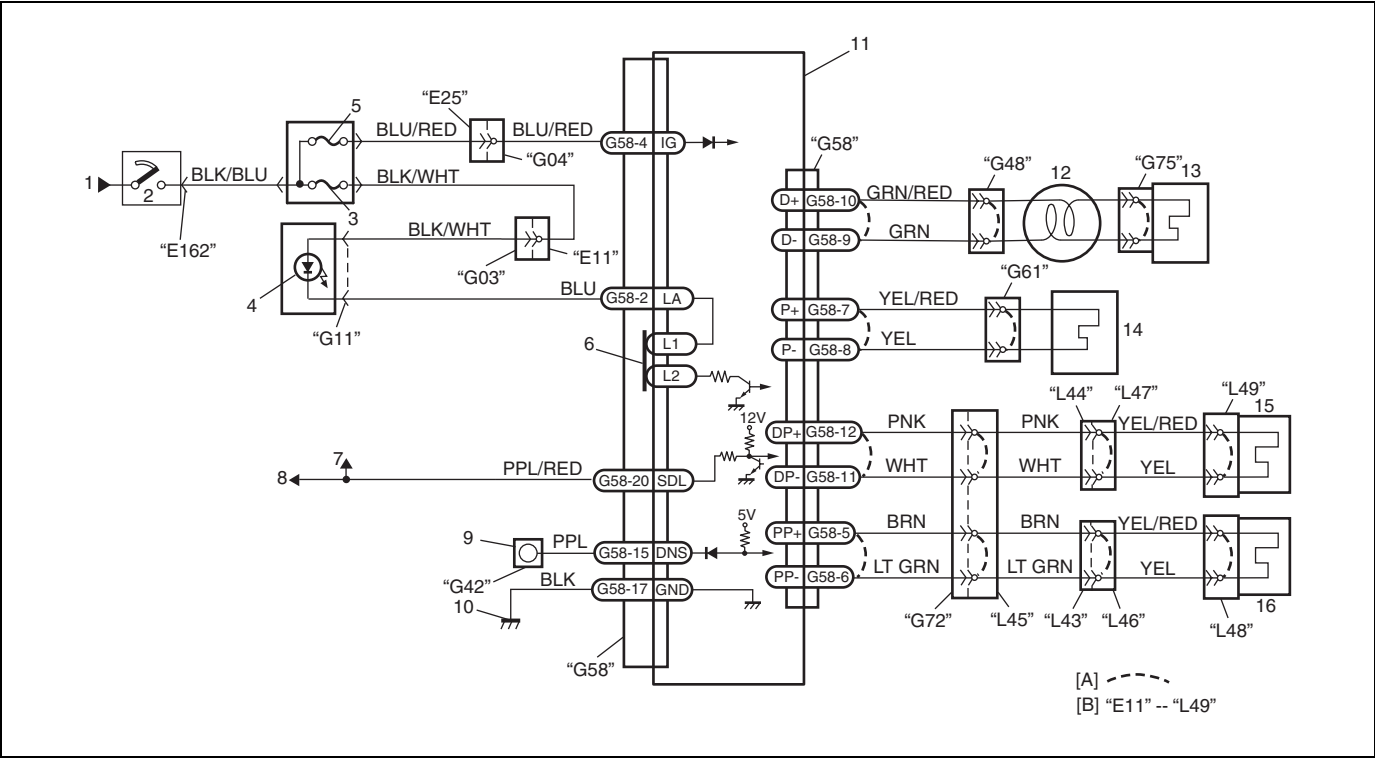 11
"E25"
5
BLU/RED
BLU/RED
G58-4 IG
"G04"
"G58"
1
2
BLK/BLU
BLK/WHT
3
"E162"
BLK/WHT
"G03"
"E11"
4
"G11"
BLU
G58-2 LA
6
L1
L2
12V
7
8
PPL/RED
G58-20 SDL
5V
9
PPL
G58-15 DNS
"G42"
BLK
10
G58-17 GND
"G58"
D+ G58-10
GRN/RED
"G48"
12
"G75"
13
D- G58-9
GRN
"G61"
P+ G58-7
YEL/RED
14
P- G58-8
YEL
"L44"
"L47"
"L49"
15
DP+ G58-12
PNK
PNK
YEL/RED
DP- G58-11
WHT
WHT
YEL
PP+ G58-5
BRN
BRN
YEL/RED
PP- G58-6
LT GRN
LT GRN
YEL
16
"G72"
"L45"
"L43"
"L46"
"L48"
[A]
[B] "E11" -- "L49"